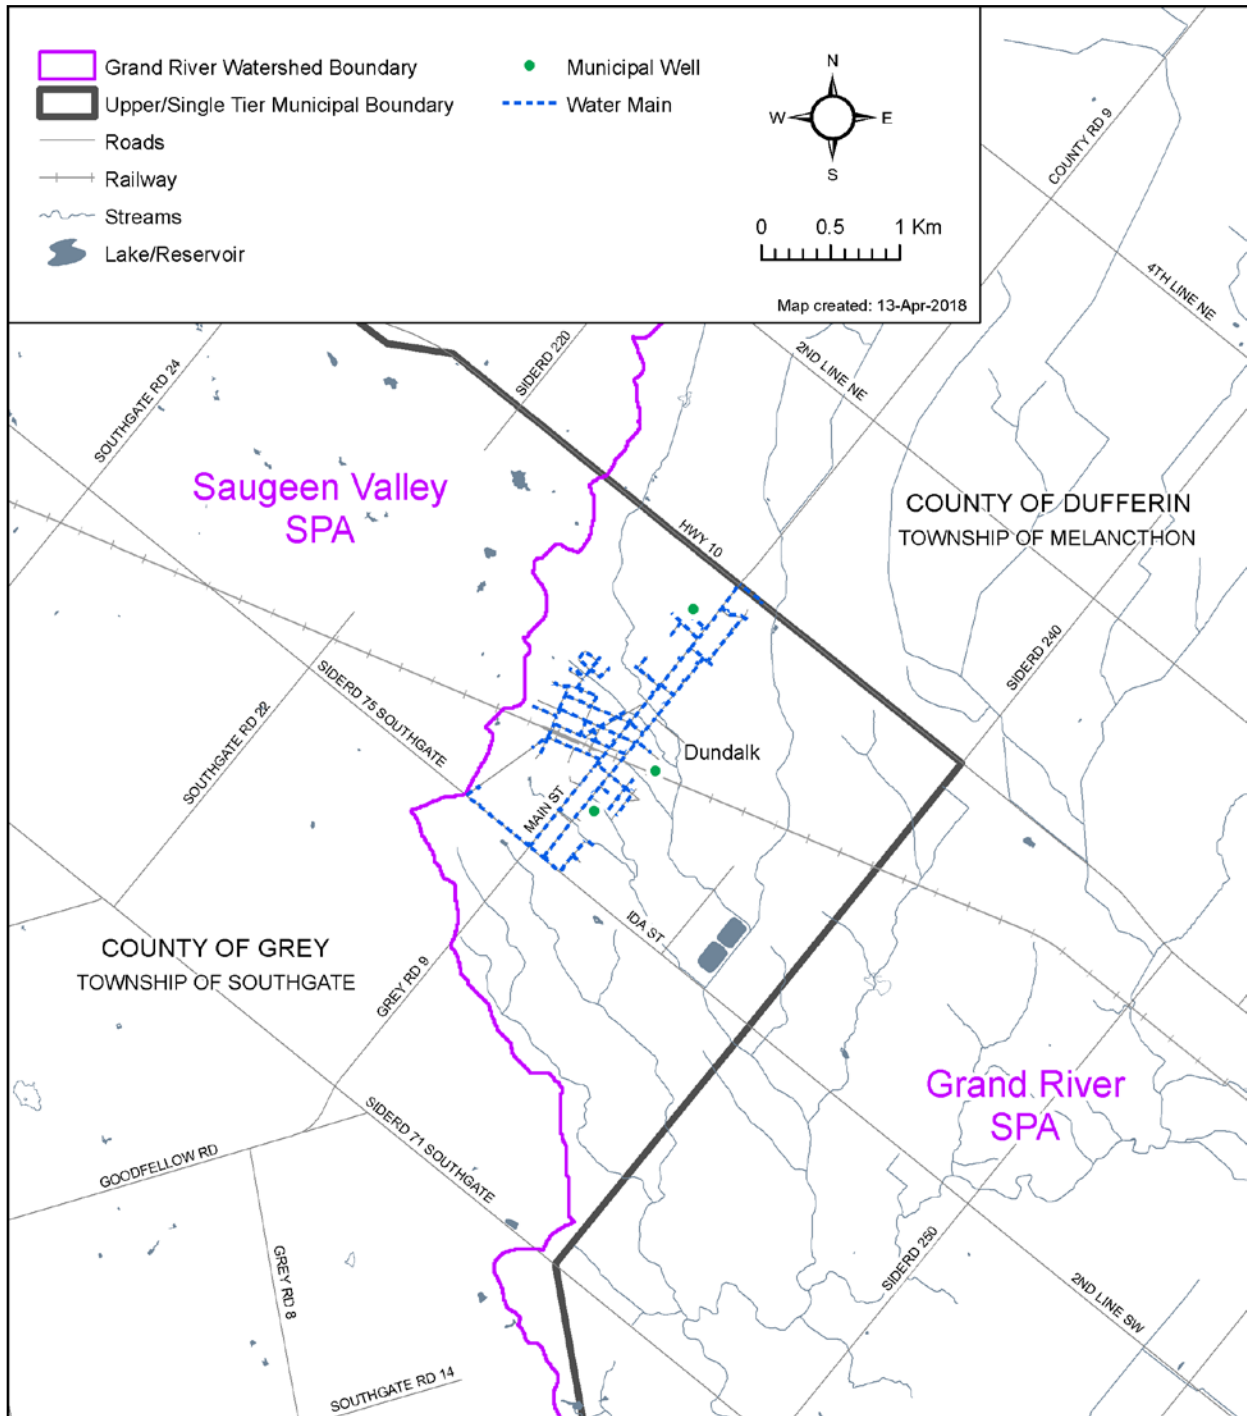 Grand River Watershed Boundary
Upper/Single Tier Municipal Boundary
Roads
Railway
Streams
Lake/Reservoir
Municipal Well
Water Main
N
W E
S
0 0.5 1 Km
Map created: 13-Apr-2018
COUNTY RD 9
4TH LINE NE
2ND LINE NE
SIDERD 220
SOUTHGATE RD 24
Saugeen Valley
SPA
HWY 10
COUNTY OF DUFFERIN
TOWNSHIP OF MELANCTHON
SIDERD 240
SIDERD 75 SOUTHGATE
SOUTHGATE RD 22
Dundalk
MAIN ST
IDA ST
COUNTY OF GREY
TOWNSHIP OF SOUTHGATE
GREY RD 9
Grand River
SPA
SIDERD 71 SOUTHGATE
GOODFELLOW RD
SIDERD 250
GREY RD 8
2ND LINE SW
SOUTHGATE RD 14